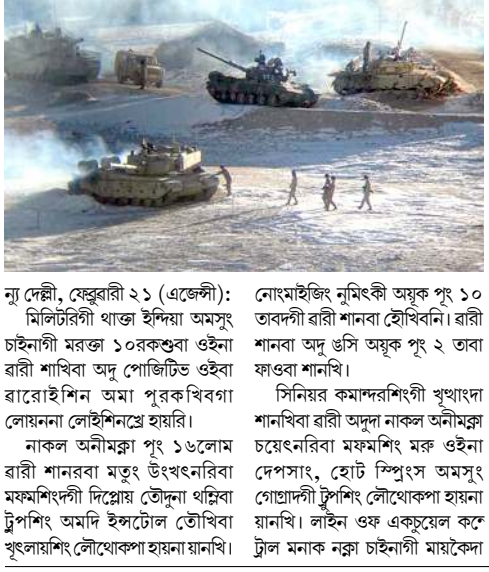 ন্যু দেল্লী, ফেব্রুৱারী ২১ (এজেন্সী):
মিলিটরিগী থাক্তা ইন্দিয়া অমসুং
চাইনাগী মরক্তা ১০রকশুবা ওইনা
ৱারী শাখিবা অদু পোজিটিভ ওইবা
ৱারোইশিন অমা পুরকখিবগা
লোয়ননা লোইশিনখ্রে হায়রি।
নাকল অনীমক্না পূং ১৬লোম
ৱারী শানরবা মতুং উংখৎনরিবা
মফমশিংদগী দিপ্লোয় তৌদুনা থম্লিবা
ট্রুপশিং অমদি ইন্সটোল তৌখিবা
খূৎলায়শিং লৌথোকপা হায়না য়ানখি।
নোংমাইজিং নুমিৎকী অয়ূক পূং ১০
তাবদগী ৱারী শানবা হৌখিবনি। ৱারী
শানবা অদু ঙসি অয়ূক পূং ২ তাবা
ফাওবা শানখি।
সিনিয়র কমান্দরশিংগী খূত্থাংদা
শানখিবা ৱারী অদুদা নাকল অনীমক্না
চয়েৎনরিবা মফমশিং মরু ওইনা
দেপসাং, হোট স্প্রিংস অমসুং
গোগ্রাদগী ট্রুপশিং লৌথোকপা হায়না
য়ানখি। লাইন ওফ একচুয়েল কন্ত্রে
ট্রাল মনাক নক্না চাইনাগী মায়কৈদা